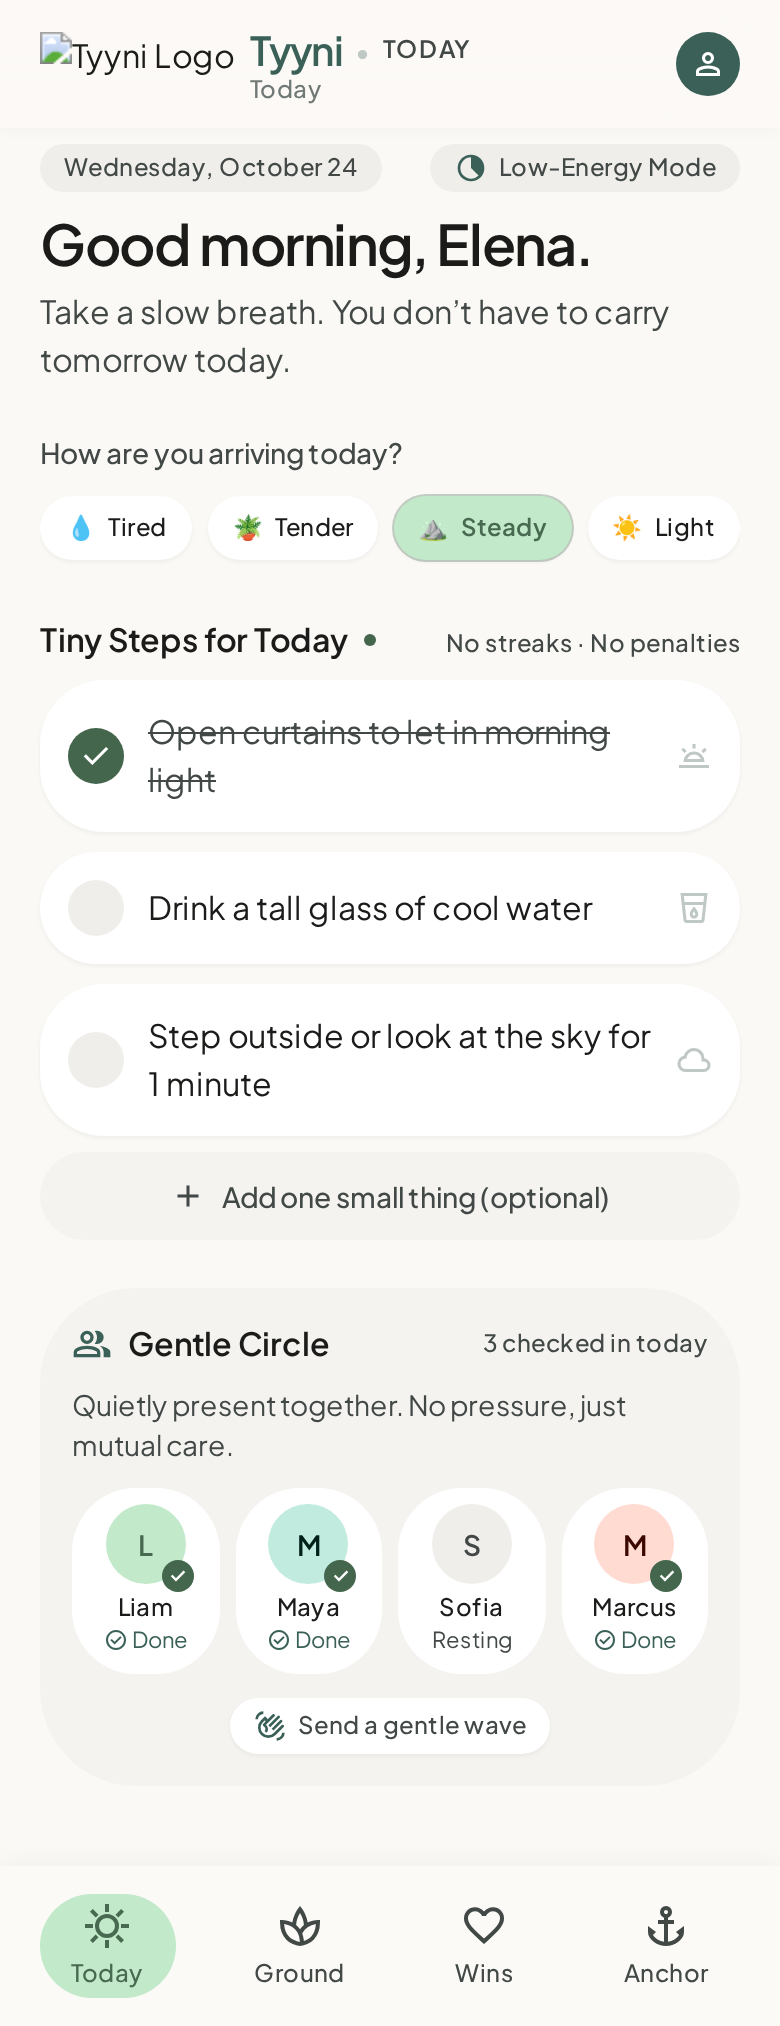 Tyyni Logo
Tyyni • TODAY
Today
Wednesday, October 24
Low-Energy Mode
Good morning, Elena.
Take a slow breath. You don’t have to carry
tomorrow today.
How are you arriving today?
Tired
Tender
Steady
Light
Tiny Steps for Today
No streaks · No penalties
Open curtains to let in morning
light
Drink a tall glass of cool water
Step outside or look at the sky for
1 minute
Add one small thing (optional)
Gentle Circle
3 checked in today
Quietly present together. No pressure, just
mutual care.
L
Liam
Done
M
Maya
Done
S
Sofia
Resting
M
Marcus
Done
Send a gentle wave
Today
Ground
Wins
Anchor